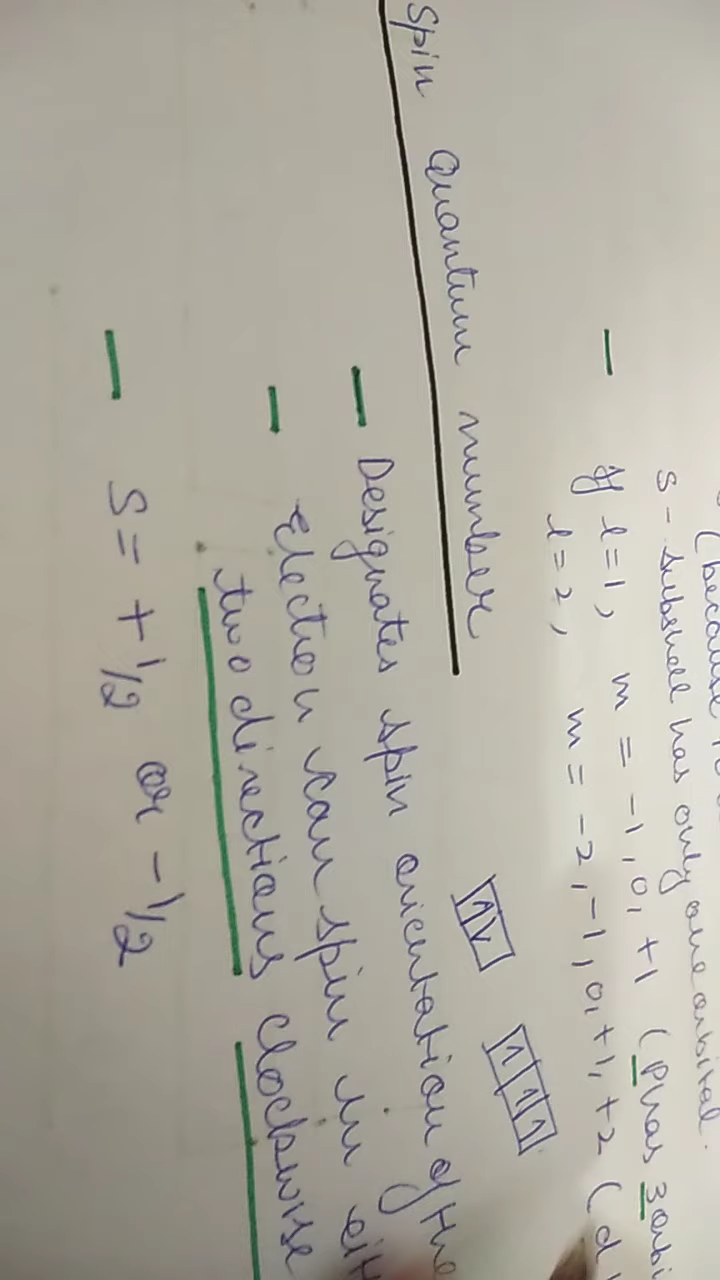 (because
s - subshell has only one orbital.
— If l=1, m = -1, 0, +1 (P has 3 orbi
l = 2, m = -2, -1, 0, +1, +2 (d
Spin quantum number
— Designates spin orientation of the
— Electron can spin in eit
two directions clockwise
— S = +1/2 or -1/2